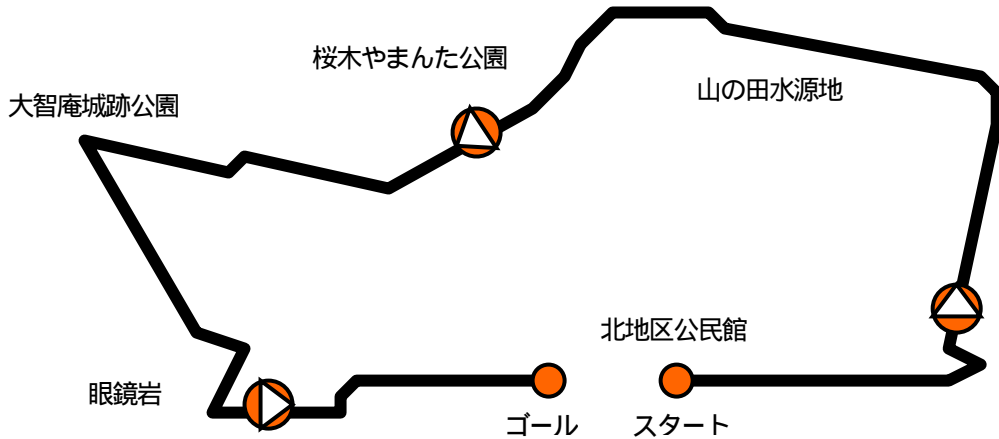 桜木やまんた公園
山の田水源地
大智庵城跡公園
北地区公民館
眼鏡岩
ゴール
スタート